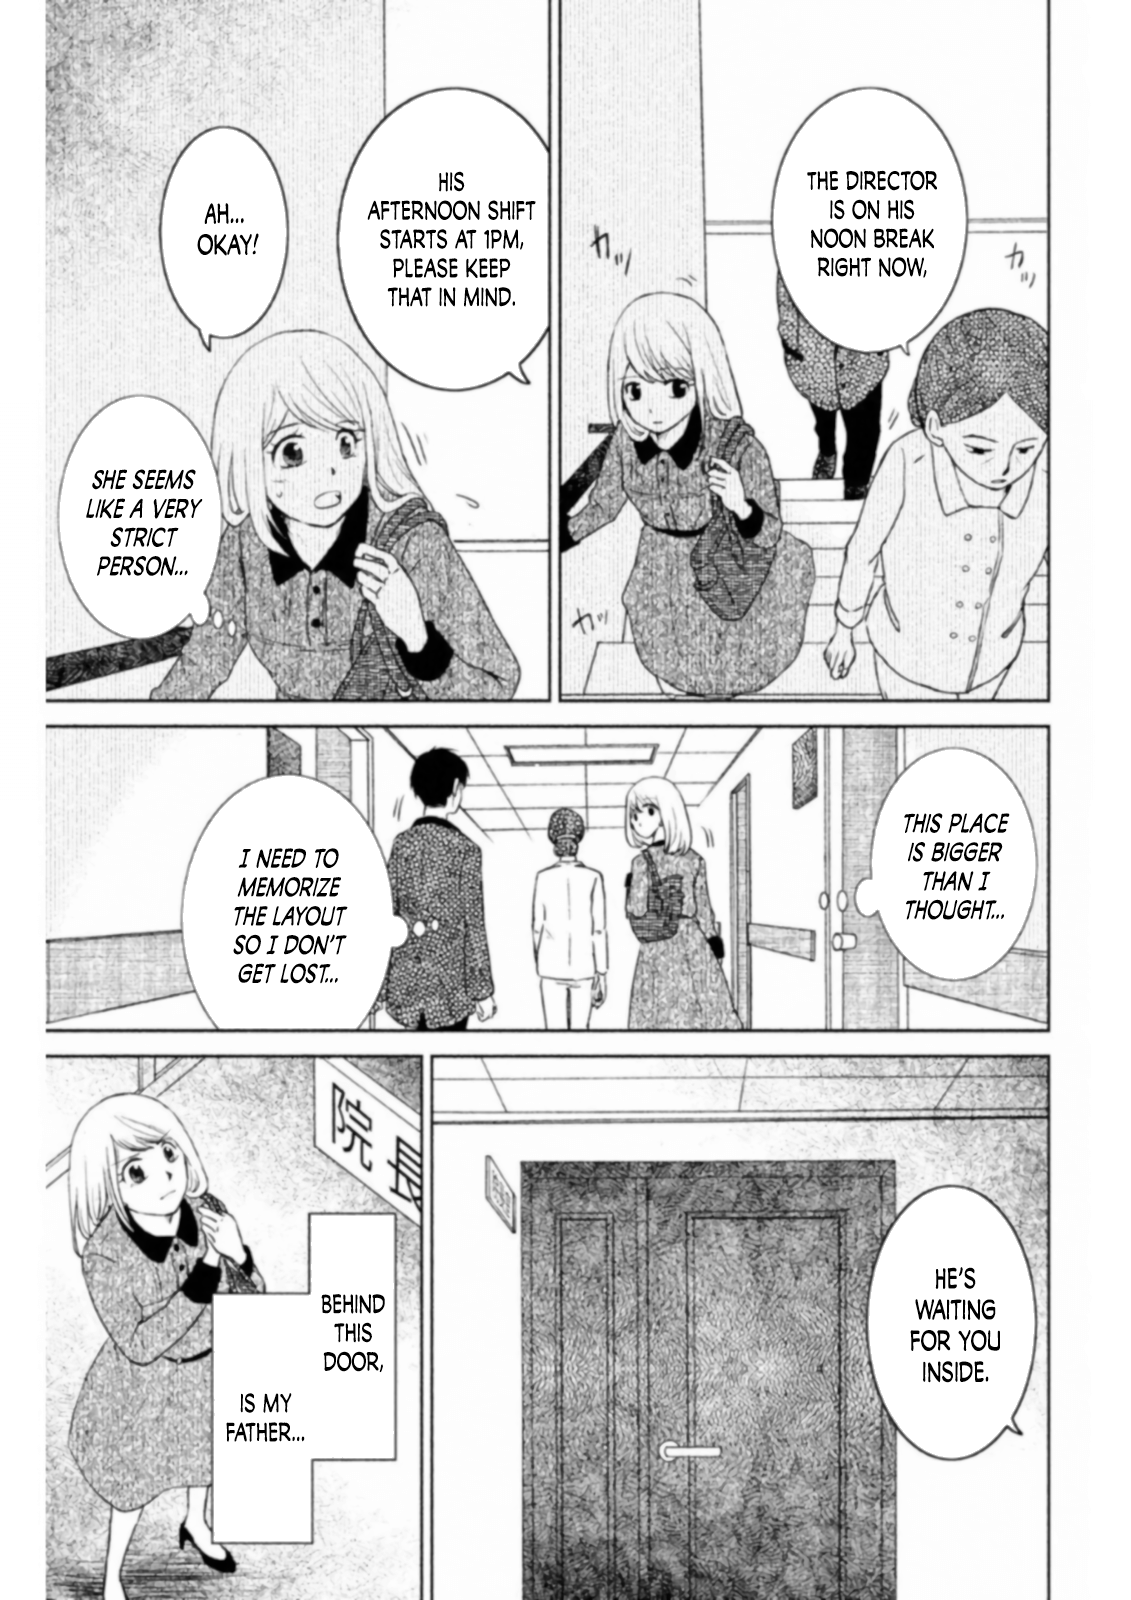 THE DIRECTOR
IS ON HIS
NOON BREAK
RIGHT NOW,
カッ
カッ
カッ
HIS
AFTERNOON SHIFT
STARTS AT 1PM,
PLEASE KEEP
THAT IN MIND.
AH...
OKAY!
SHE SEEMS
LIKE A VERY
STRICT
PERSON...
THIS PLACE
IS BIGGER
THAN I
THOUGHT...
I NEED TO
MEMORIZE
THE LAYOUT
SO I DON'T
GET LOST...
HE'S
WAITING
FOR YOU
INSIDE.
院長
BEHIND
THIS
DOOR,
IS MY
FATHER...